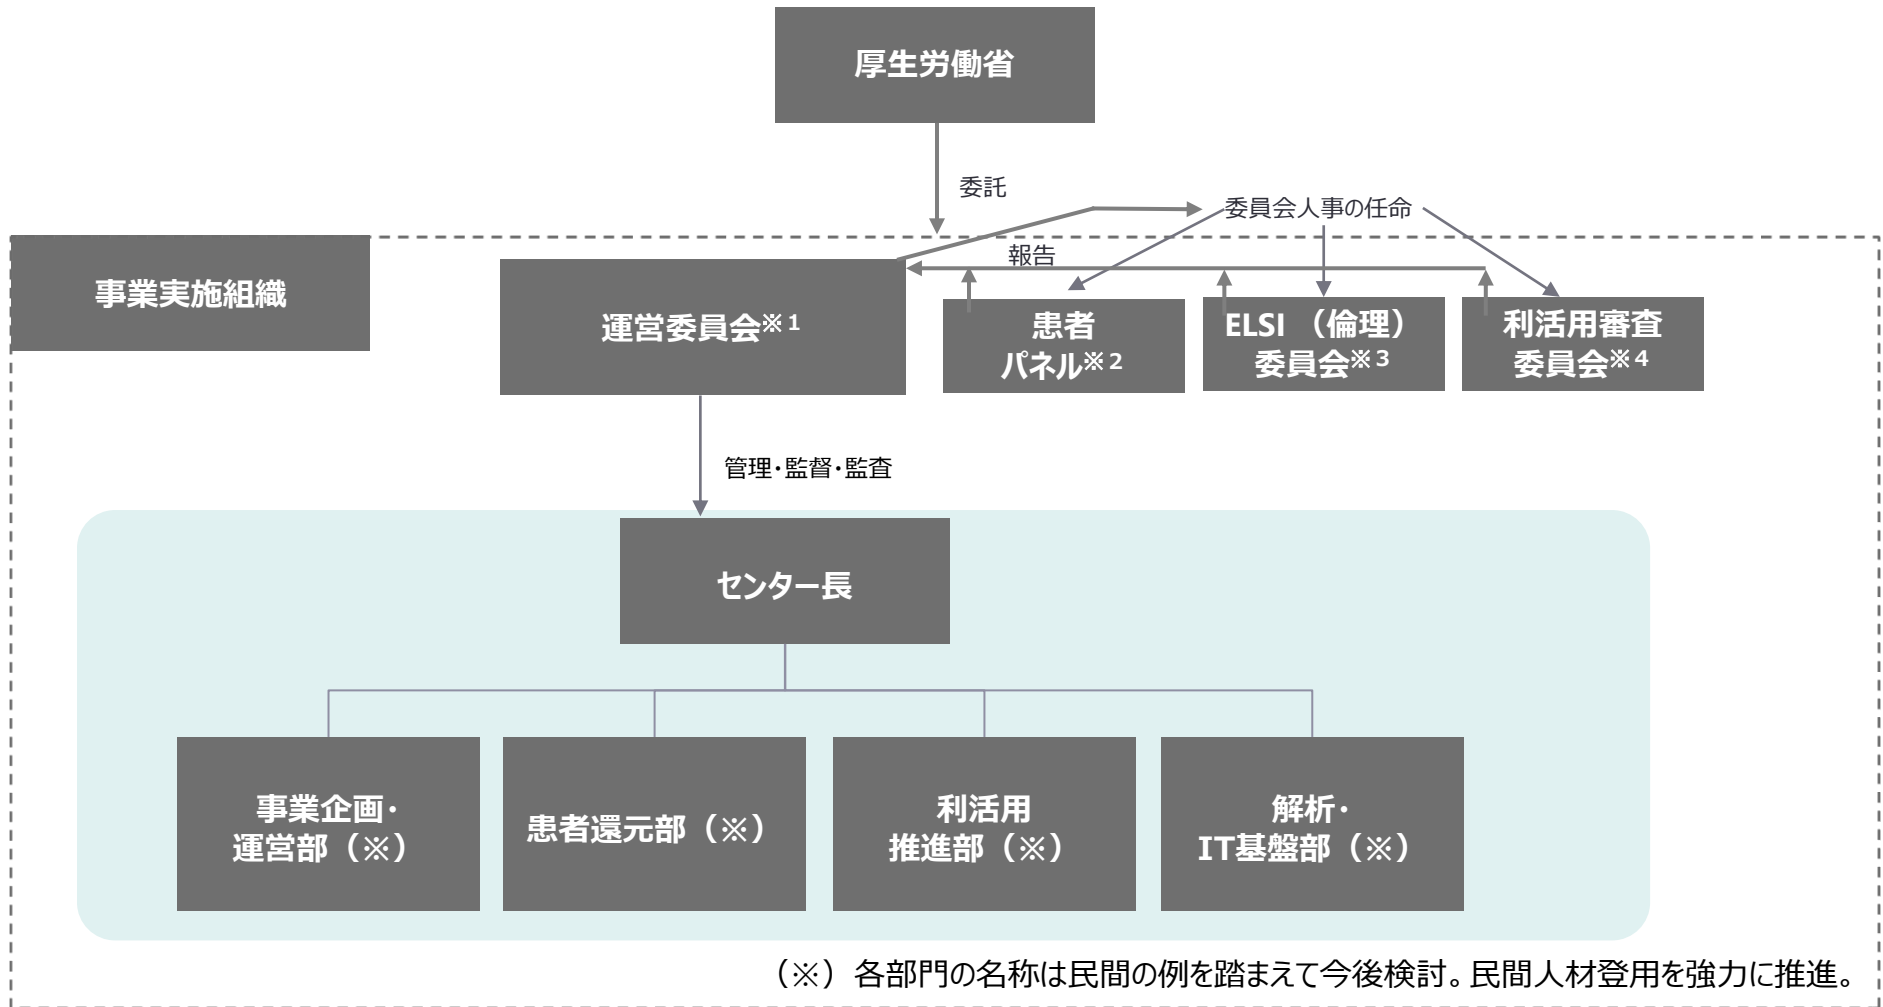 厚生労働省
委託
委員会人事の任命
報告
事業実施組織
運営委員会※1
患者
パネル※2
ELSI （倫理）
委員会※3
利活用審査
委員会※4
管理･監督･監査
センター長
事業企画･
運営部（※）
患者還元部（※）
利活用
推進部（※）
解析･
IT基盤部（※）
（※）各部門の名称は民間の例を踏まえて今後検討。民間人材登用を強力に推進。